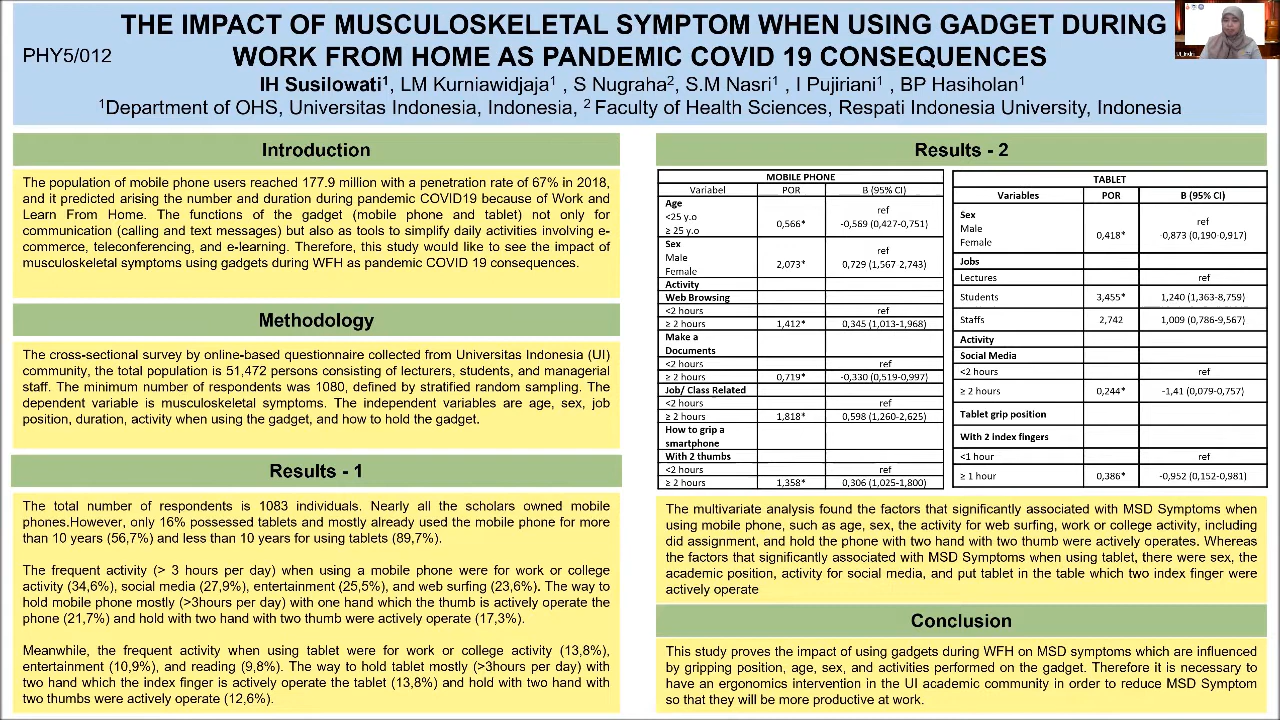 THE IMPACT OF MUSCULOSKELETAL SYMPTOM WHEN USING GADGET DURING
WORK FROM HOME AS PANDEMIC COVID 19 CONSEQUENCES
PHY5/012
IH Susilowati¹, LM Kurniawidjaja¹ , S Nugraha², S.M Nasri¹ , I Pujiriani¹ , BP Hasiholan¹
¹Department of OHS, Universitas Indonesia, Indonesia, ² Faculty of Health Sciences, Respati Indonesia University, Indonesia
Introduction
The population of mobile phone users reached 177.9 million with a penetration rate of 67% in 2018,
and it predicted arising the number and duration during pandemic COVID19 because of Work and
Learn From Home. The functions of the gadget (mobile phone and tablet) not only for
communication (calling and text messages) but also as tools to simplify daily activities involving e-
commerce, teleconferencing, and e-learning. Therefore, this study would like to see the impact of
musculoskeletal symptoms using gadgets during WFH as pandemic COVID 19 consequences.
Methodology
The cross-sectional survey by online-based questionnaire collected from Universitas Indonesia (UI)
community, the total population is 51,472 persons consisting of lecturers, students, and managerial
staff. The minimum number of respondents was 1080, defined by stratified random sampling. The
dependent variable is musculoskeletal symptoms. The independent variables are age, sex, job
position, duration, activity when using the gadget, and how to hold the gadget.
Results - 1
The total number of respondents is 1083 individuals. Nearly all the scholars owned mobile
phones.However, only 16% possessed tablets and mostly already used the mobile phone for more
than 10 years (56,7%) and less than 10 years for using tablets (89,7%).
The frequent activity (> 3 hours per day) when using a mobile phone were for work or college
activity (34,6%), social media (27,9%), entertainment (25,5%), and web surfing (23,6%). The way to
hold mobile phone mostly (>3hours per day) with one hand which the thumb is actively operate the
phone (21,7%) and hold with two hand with two thumb were actively operate (17,3%).
Meanwhile, the frequent activity when using tablet were for work or college activity (13,8%),
entertainment (10,9%), and reading (9,8%). The way to hold tablet mostly (>3hours per day) with
two hand which the index finger is actively operate the tablet (13,8%) and hold with two hand with
two thumbs were actively operate (12,6%).
Results - 2
MOBILE PHONE
Variabel POR B (95% CI)
Age ref
<25 y.o
≥ 25 y.o 0,566* -0,569 (0,427-0,751)
Sex ref
Male
Female 2,073* 0,729 (1,567-2,743)
Activity
Web Browsing
<2 hours ref
≥ 2 hours 1,412* 0,345 (1,013-1,968)
Make a
Documents
<2 hours ref
≥ 2 hours 0,719* -0,330 (0,519-0,997)
Job/ Class Related
<2 hours ref
≥ 2 hours 1,818* 0,598 (1,260-2,625)
How to grip a
smartphone
With 2 thumbs
<2 hours ref
≥ 2 hours 1,358* 0,306 (1,025-1,800)
TABLET
Variables POR B (95% CI)
Sex
Male ref
Female 0,418* -0,873 (0,190-0,917)
Jobs
Lectures ref
Students 3,455* 1,240 (1,363-8,759)
Staffs 2,742 1,009 (0,786-9,567)
Activity
Social Media
<2 hours ref
≥ 2 hours 0,244* -1,41 (0,079-0,757)
Tablet grip position
With 2 index fingers
<1 hour ref
≥ 1 hour 0,386* -0,952 (0,152-0,981)
The multivariate analysis found the factors that significantly associated with MSD Symptoms when
using mobile phone, such as age, sex, the activity for web surfing, work or college activity, including
did assignment, and hold the phone with two hand with two thumb were actively operates. Whereas
the factors that significantly associated with MSD Symptoms when using tablet, there were sex, the
academic position, activity for social media, and put tablet in the table which two index finger were
actively operate
Conclusion
This study proves the impact of using gadgets during WFH on MSD symptoms which are influenced
by gripping position, age, sex, and activities performed on the gadget. Therefore it is necessary to
have an ergonomics intervention in the UI academic community in order to reduce MSD Symptom
so that they will be more productive at work.